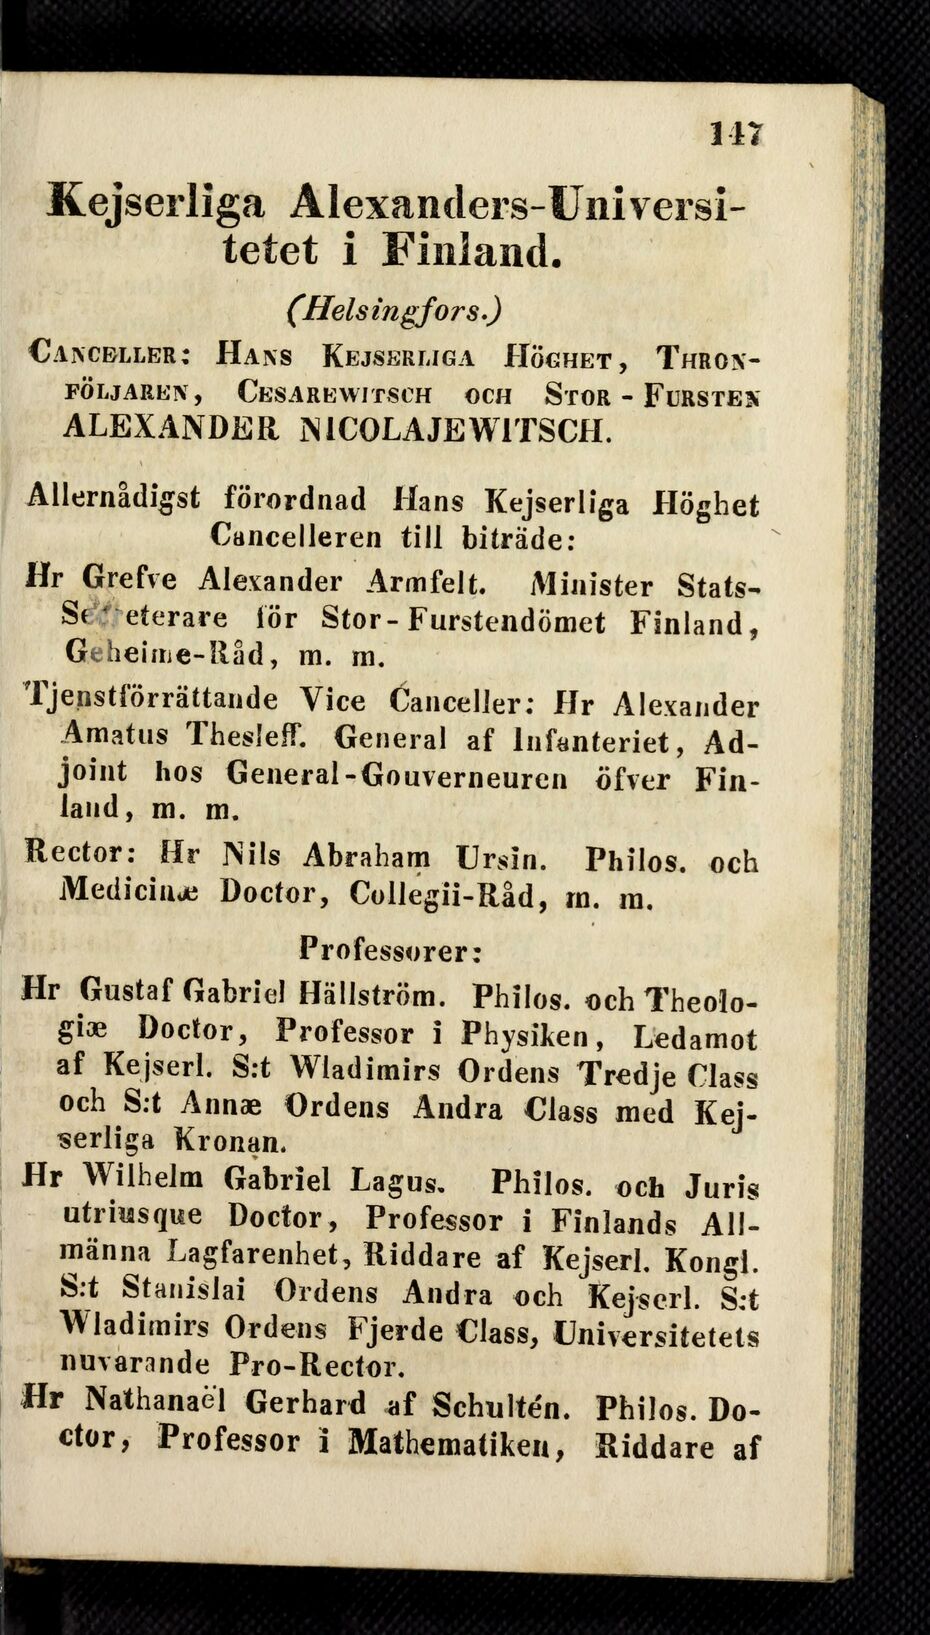 147
Kejserliga Alexanders-Universi-
tetet i Finland.
(Helsingfors.)
CANCELLER: HANS KEJSERLIGA HÖGHET, THRON-
FÖLJAREN, CESAREWITSCH OCH STOR-FURSTEN
ALEXANDER NICOLAJEWITSCH.
Allernådigst förordnad Hans Kejserliga Höghet
Cancelleren till biträde:
Hr Grefve Alexander Armfelt. Minister Stats-
Secreterare för Stor-Furstendömet Finland,
Geheime-Råd, m. m.
Tjenstförrättande Vice Canceller: Hr Alexander
Amatus Thesleff. General af Infanteriet, Ad-
joint hos General-Gouverneuren öfver Fin-
land, m. m.
Rector: Hr Nils Abraham Ursin. Philos. och
Medicinæ Doctor, Collegii-Råd, m. m.
Professorer:
Hr Gustaf Gabriel Hällström. Philos. och Theolo-
giæ Doctor, Professor i Physiken, Ledamot
af Kejserl. S:t Wladimirs Ordens Tredje Class
och S:t Annæ Ordens Andra Class med Kej-
serliga Kronan.
Hr Wilhelm Gabriel Lagus. Philos. och Juris
utriusque Doctor, Professor i Finlands All-
männa Lagfarenhet, Riddare af Kejserl. Kongl.
S:t Stanislai Ordens Andra och Kejserl. S:t
Wladimirs Ordens Fjerde Class, Universitetets
nuvarande Pro-Rector.
Hr Nathanaël Gerhard af Schultén. Philos. Do-
ctor, Professor i Mathematiken, Riddare af